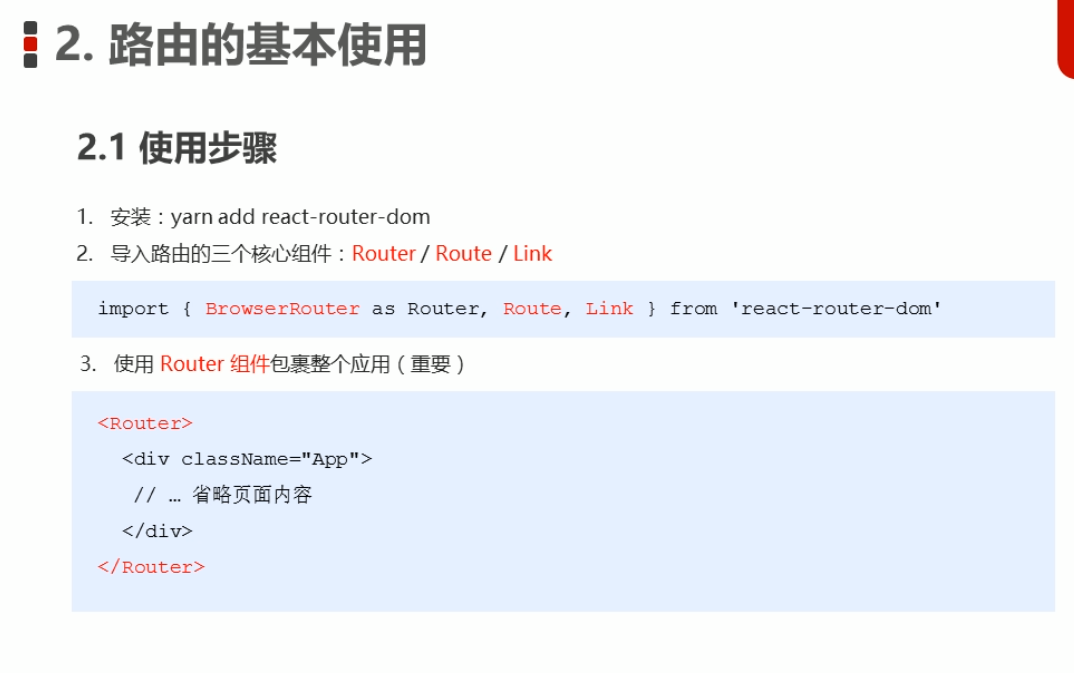 2. 路由的基本使用
2.1 使用步骤
1. 安装：yarn add react-router-dom
2. 导入路由的三个核心组件：Router / Route / Link
import { BrowserRouter as Router, Route, Link } from 'react-router-dom'
3. 使用 Router 组件包裹整个应用（重要）
<Router>
<div className="App">
// … 省略页面内容
</div>
</Router>